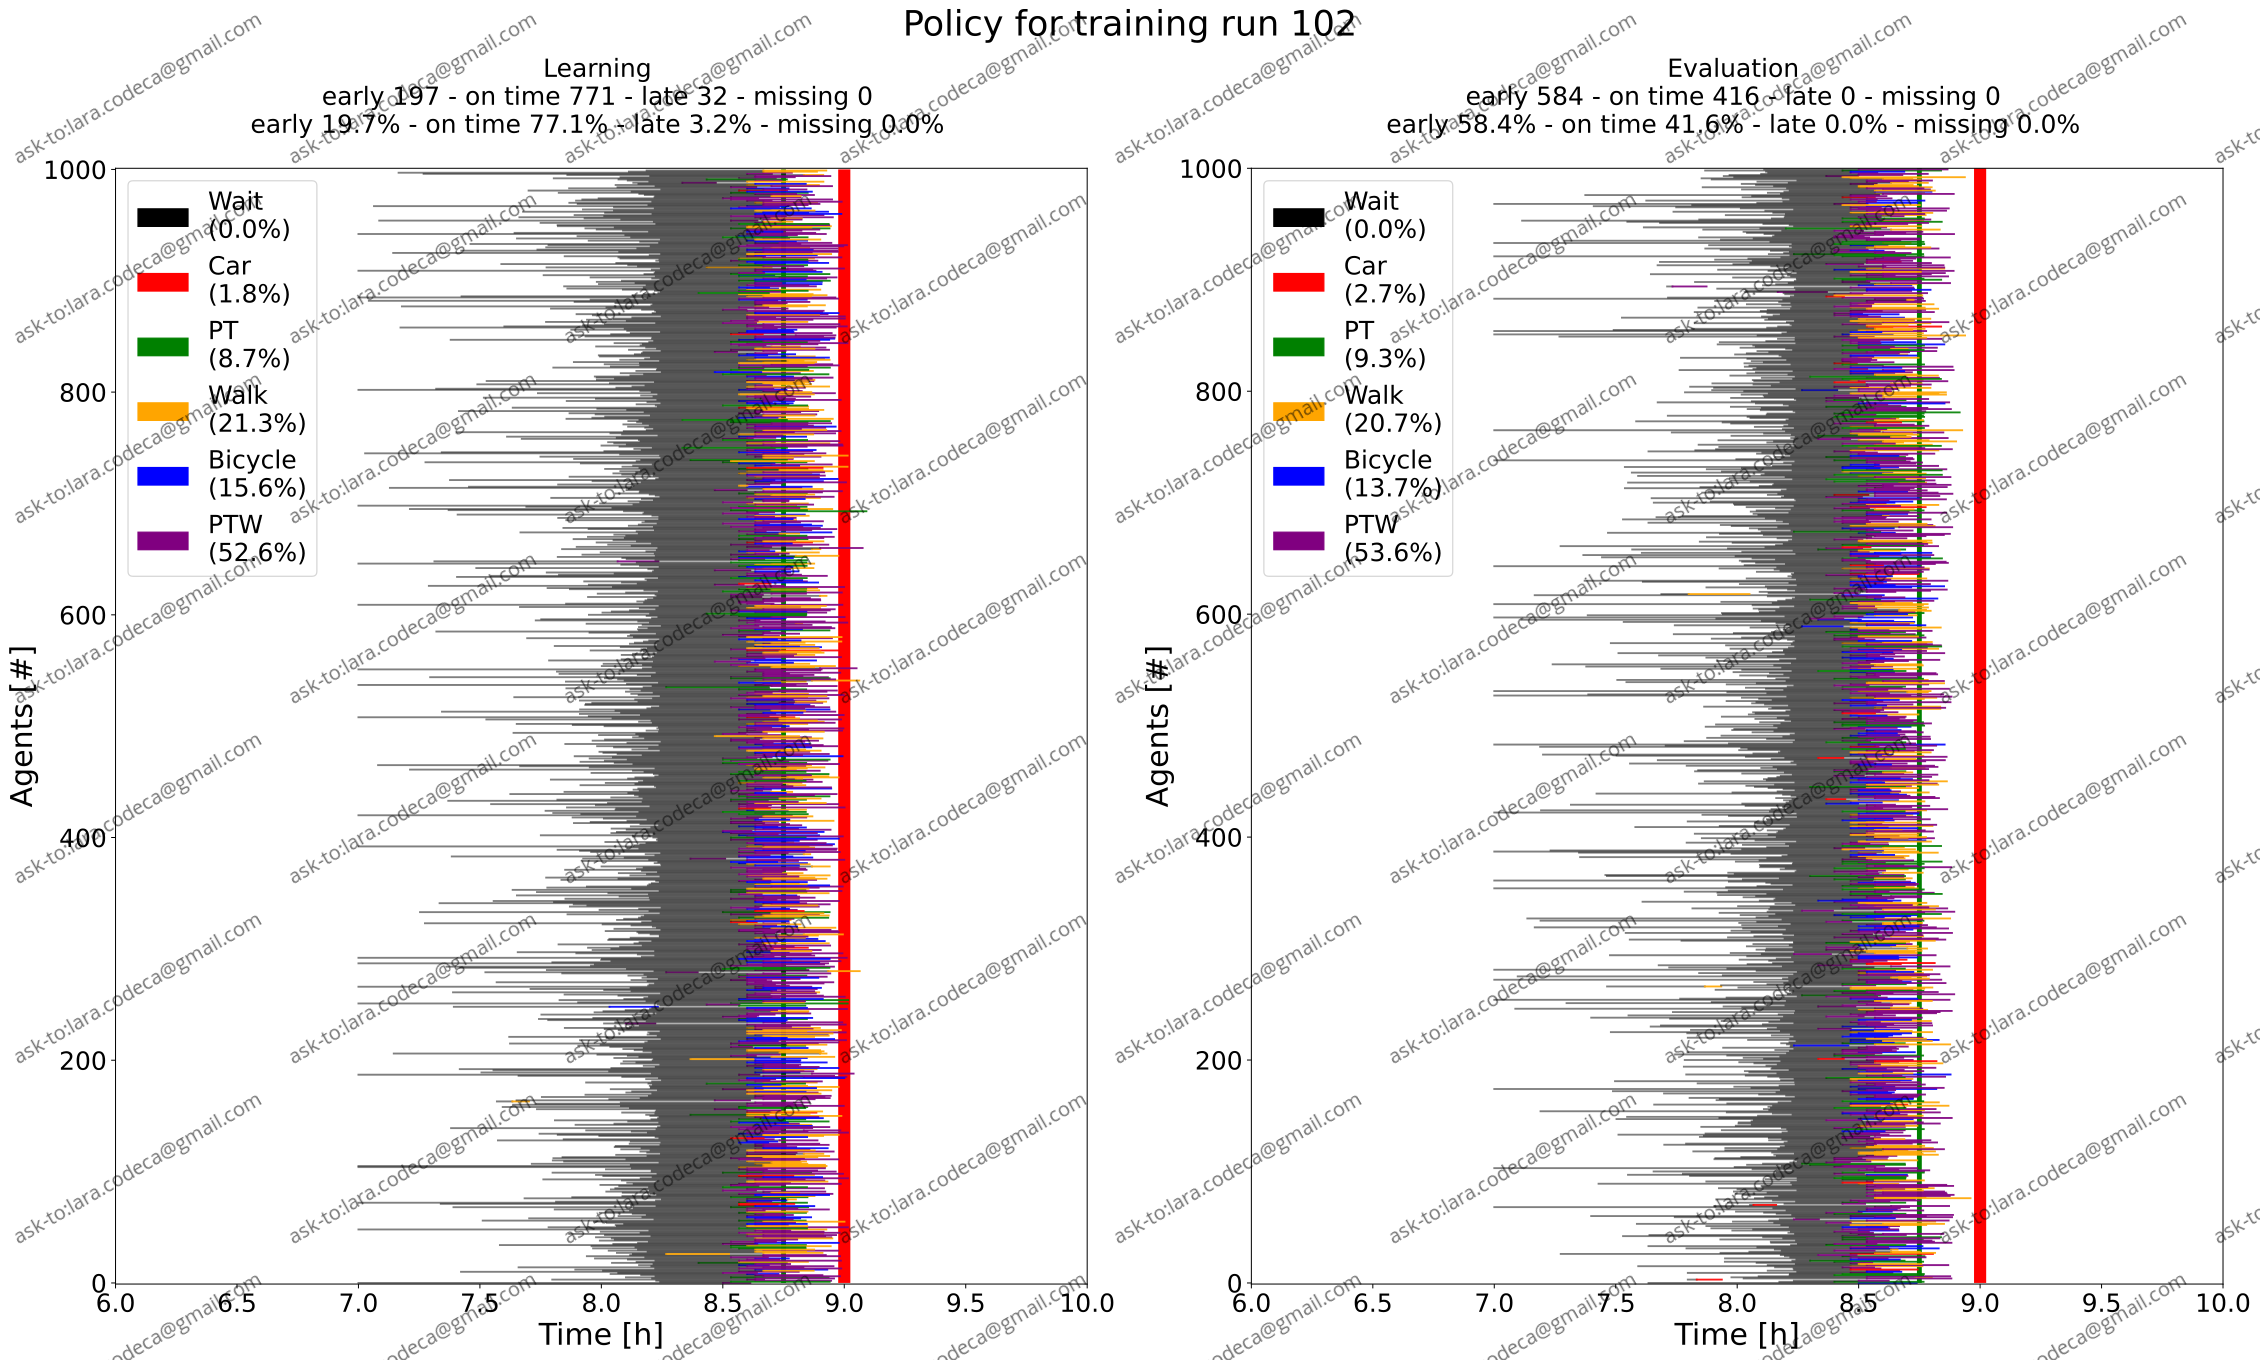 Policy for training run 102
Learning
early 197 - on time 771 - late 32 - missing 0
early 19.7% - on time 77.1% - late 3.2% - missing 0.0%
Evaluation
early 584 - on time 416 - late 0 - missing 0
early 58.4% - on time 41.6% - late 0.0% - missing 0.0%
Agents [#]
1000
800
600
400
200
0
Wait
(0.0%)
Car
(1.8%)
PT
(8.7%)
Walk
(21.3%)
Bicycle
(15.6%)
PTW
(52.6%)
6.0 6.5 7.0 7.5 8.0 8.5 9.0 9.5 10.0
Time [h]
Agents [#]
1000
800
600
400
200
0
Wait
(0.0%)
Car
(2.7%)
PT
(9.3%)
Walk
(20.7%)
Bicycle
(13.7%)
PTW
(53.6%)
6.0 6.5 7.0 7.5 8.0 8.5 9.0 9.5 10.0
Time [h]
ask-to:lara.codeca@gmail.com